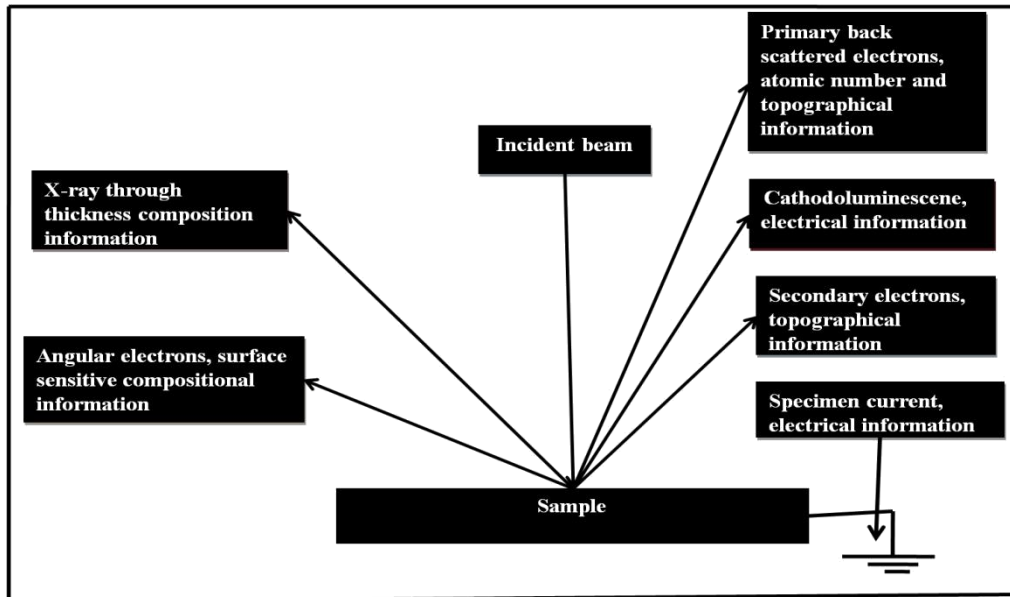 Primary back
scattered electrons,
atomic number and
topographical
information
Incident beam
X-ray through
thickness composition
information
Cathodoluminescene,
electrical information
Secondary electrons,
topographical
information
Angular electrons, surface
sensitive compositional
information
Specimen current,
electrical information
Sample